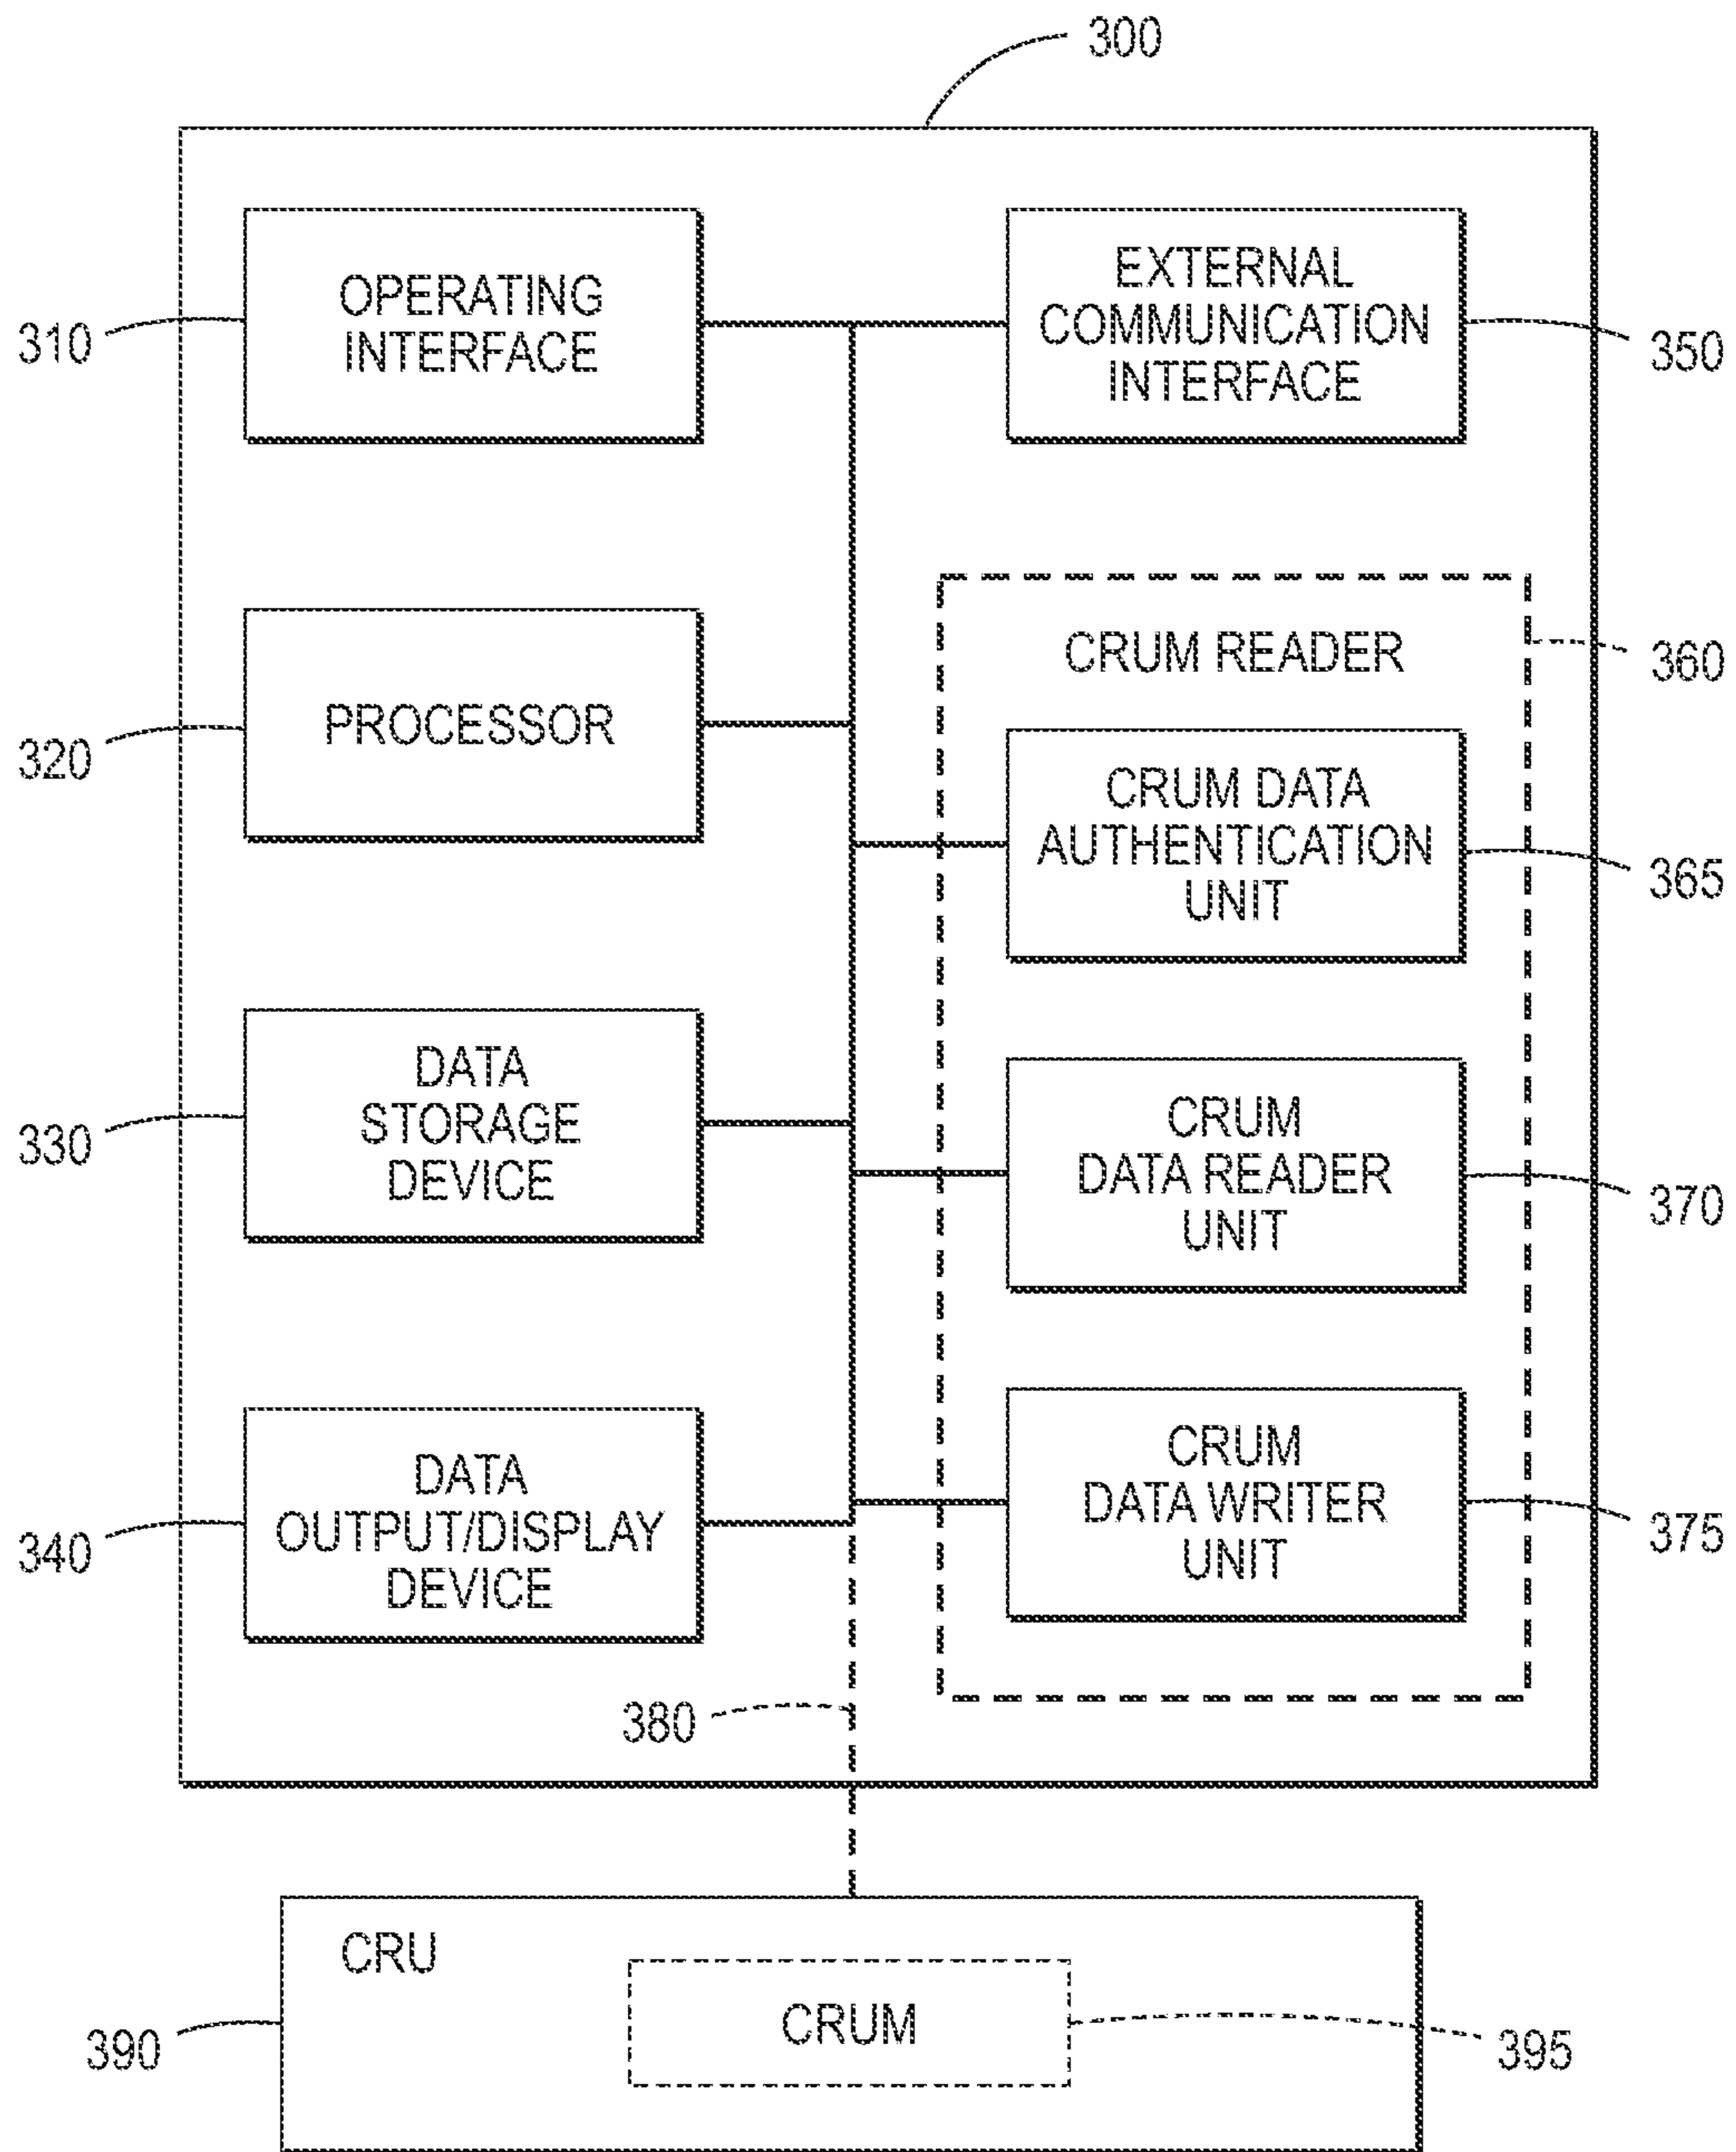 300
OPERATING
INTERFACE
310
EXTERNAL
COMMUNICATION
INTERFACE
350
PROCESSOR
320
CRUM READER
360
CRUM DATA
AUTHENTICATION
UNIT
365
DATA
STORAGE
DEVICE
330
CRUM
DATA READER
UNIT
370
DATA
OUTPUT/DISPLAY
DEVICE
340
CRUM
DATA WRITER
UNIT
375
380
CRU
390
CRUM
395